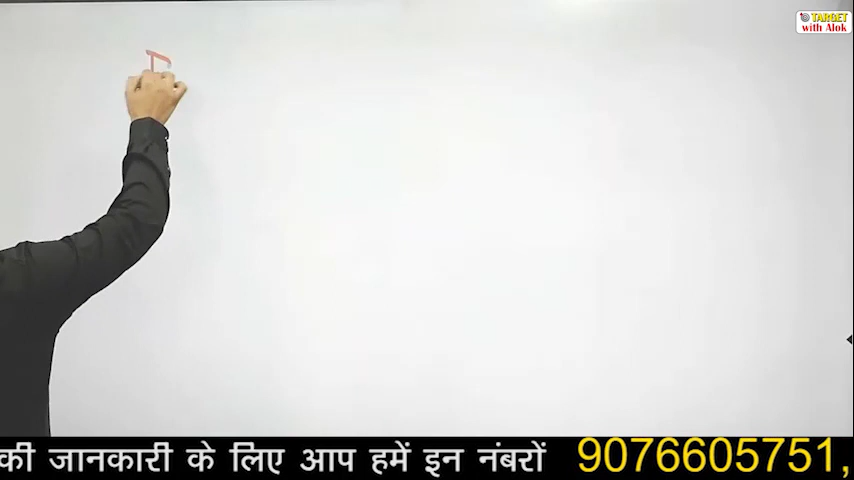 TARGET
with Alok
की जानकारी के लिए आप हमें इन नंबरों 9076605751,